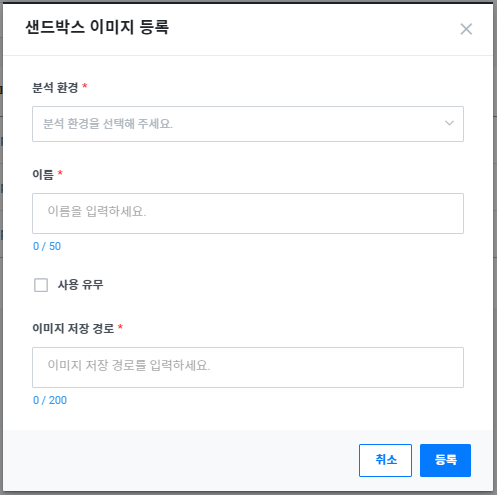 샌드박스 이미지 등록
분석 환경 *
분석 환경을 선택해 주세요.
이름 *
이름을 입력하세요.
0 / 50
사용 유무
이미지 저장 경로 *
이미지 저장 경로를 입력하세요.
0 / 200
취소 등록